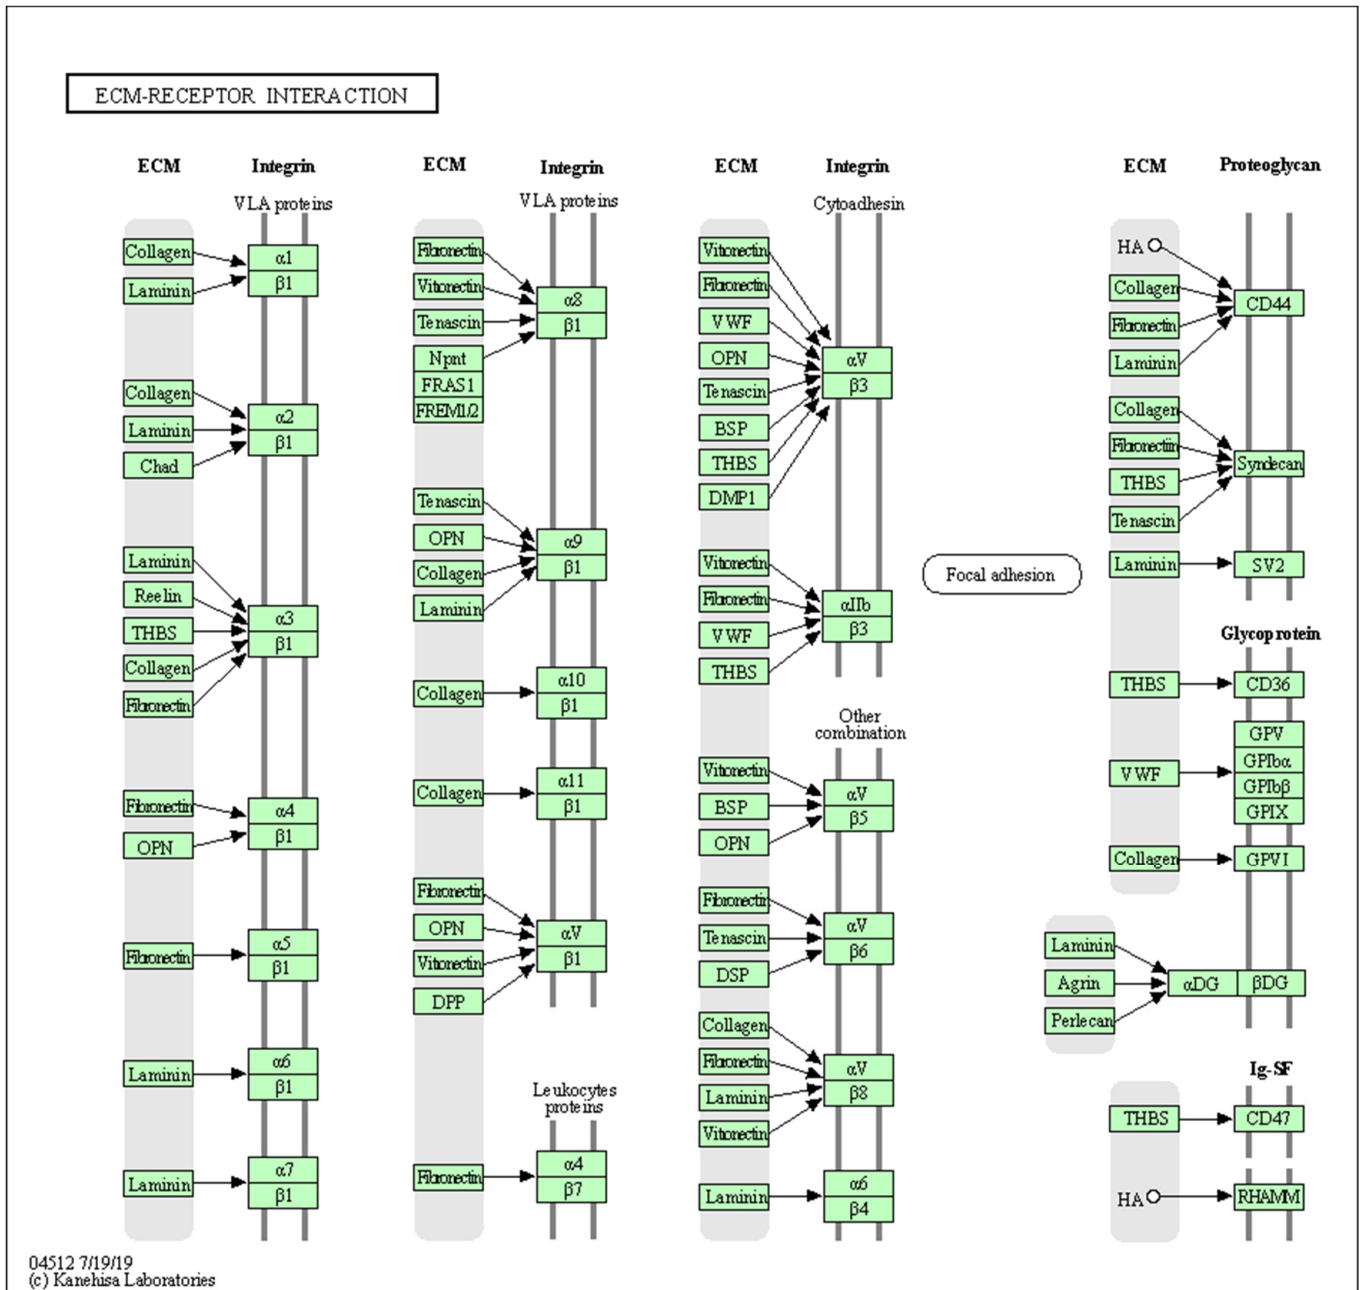 ECM-RECEPTOR INTERACTION
ECM
Integrin
VLA proteins
Collagen
Laminin
α1
β1
Collagen
Laminin
Chad
α2
β1
Laminin
Reelin
THBS
Collagen
Fibronectin
α3
β1
Fibronectin
OPN
α4
β1
Fibronectin
α5
β1
Laminin
α6
β1
Laminin
α7
β1
ECM
Integrin
VLA proteins
Fibronectin
Vitronectin
Tenascin
Npnt
FRAS1
FREM1/2
α8
β1
Tenascin
OPN
Collagen
Laminin
α9
β1
Collagen
α10
β1
Collagen
α11
β1
Fibronectin
OPN
Vitronectin
DPP
αV
β1
Leukocytes
proteins
Fibronectin
α4
β7
ECM
Integrin
Cytoadhesin
Vitronectin
Fibronectin
VWF
OPN
Tenascin
BSP
THBS
DMP1
αV
β3
Vitronectin
Fibronectin
VWF
THBS
αIIb
β3
Other
combination
Vitronectin
BSP
OPN
αV
β5
Fibronectin
Tenascin
DSP
αV
β6
Collagen
Fibronectin
Laminin
Vitronectin
αV
β8
Laminin
α6
β4
Focal adhesion
ECM
Proteoglycan
HA
Collagen
Fibronectin
Laminin
CD44
Collagen
Fibronectiin
THBS
Tenascin
Syndecan
Laminin
SV2
Glycoprotein
THBS
CD36
VWF
GPV
GPIbα
GPIbβ
GPIX
Collagen
GPVI
Laminin
Agrin
Perlecan
αDG
βDG
Ig-SF
THBS
CD47
HA
RHAMM
04512 7/19/19
(c) Kanehisa Laboratories